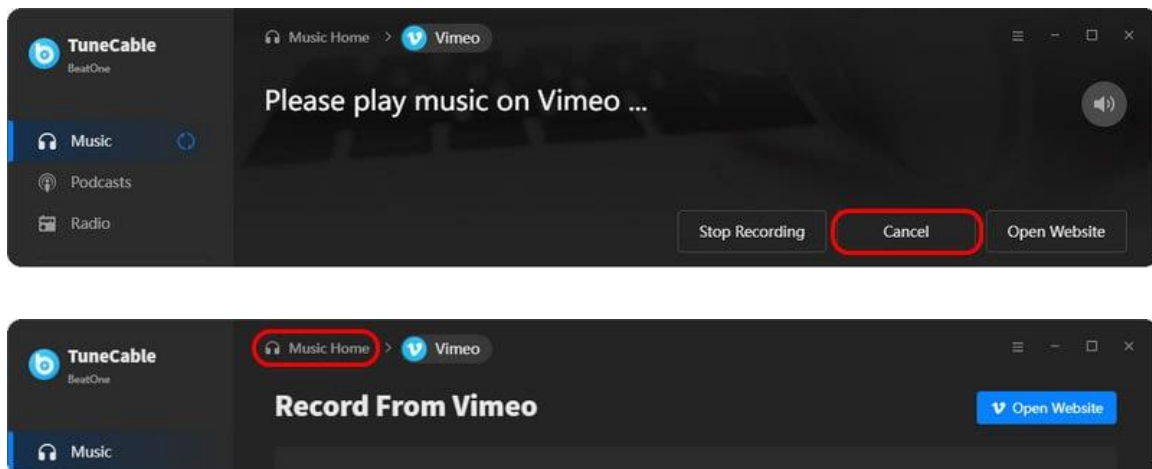 TuneCable
BeatOne
Music Home > Vimeo
Please play music on Vimeo ...
Music
Podcasts
Radio
Stop Recording
Cancel
Open Website
TuneCable
BeatOne
Music Home > Vimeo
Record From Vimeo
Open Website
Music